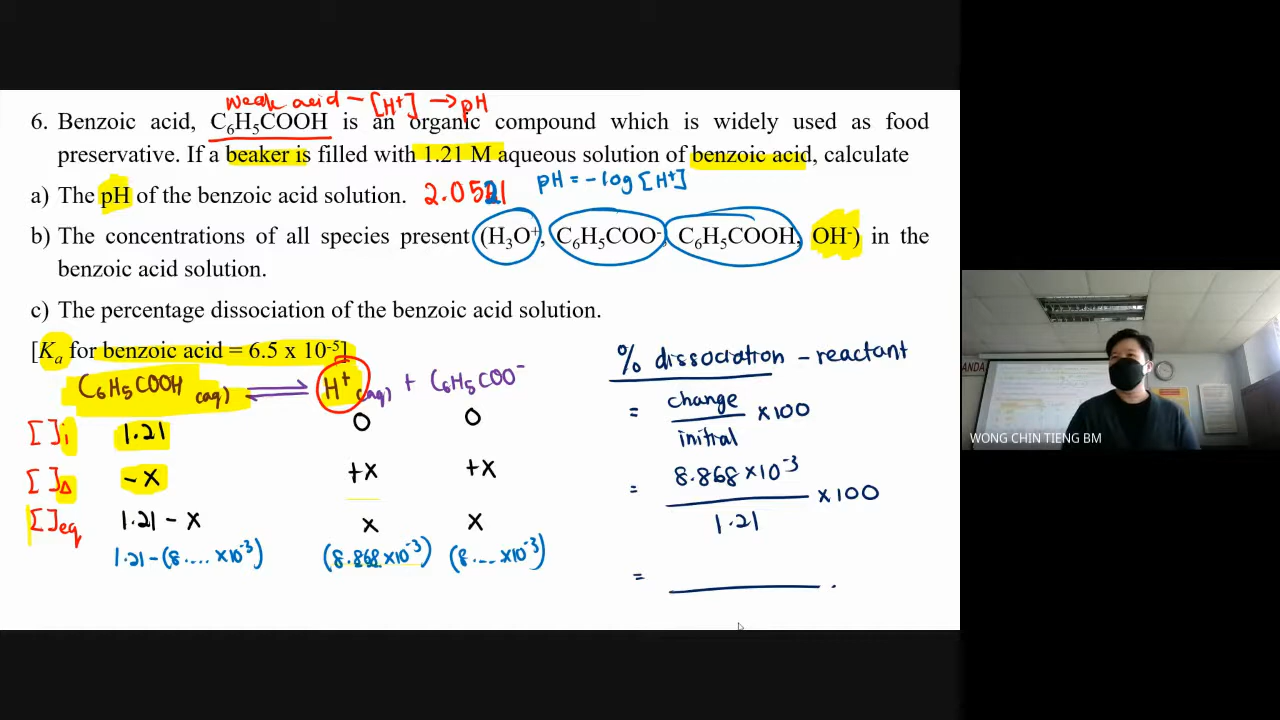 weak acid - [H⁺] → pH
6. Benzoic acid, C₆H₅COOH is an organic compound which is widely used as food
preservative. If a beaker is filled with 1.21 M aqueous solution of benzoic acid, calculate
a) The pH of the benzoic acid solution. 2.0521 pH = -log [H⁺]
b) The concentrations of all species present (H₃O⁺, C₆H₅COO⁻, C₆H₅COOH, OH⁻) in the
benzoic acid solution.
c) The percentage dissociation of the benzoic acid solution.
[Kₐ for benzoic acid = 6.5 x 10⁻⁵]
C₆H₅COOH (aq) ⇌ H⁺ (aq) + C₆H₅COO⁻
[ ]i 1.21 0 0
[ ]Δ -x +x +x
[ ]eq 1.21 - x x x
1.21 - (8.... ×10⁻³) (8.868 ×10⁻³) (8.... ×10⁻³)
% dissociation - reactant
= change / initial ×100
= 8.868 ×10⁻³ / 1.21 ×100
= ________ .
WONG CHIN TIENG BM